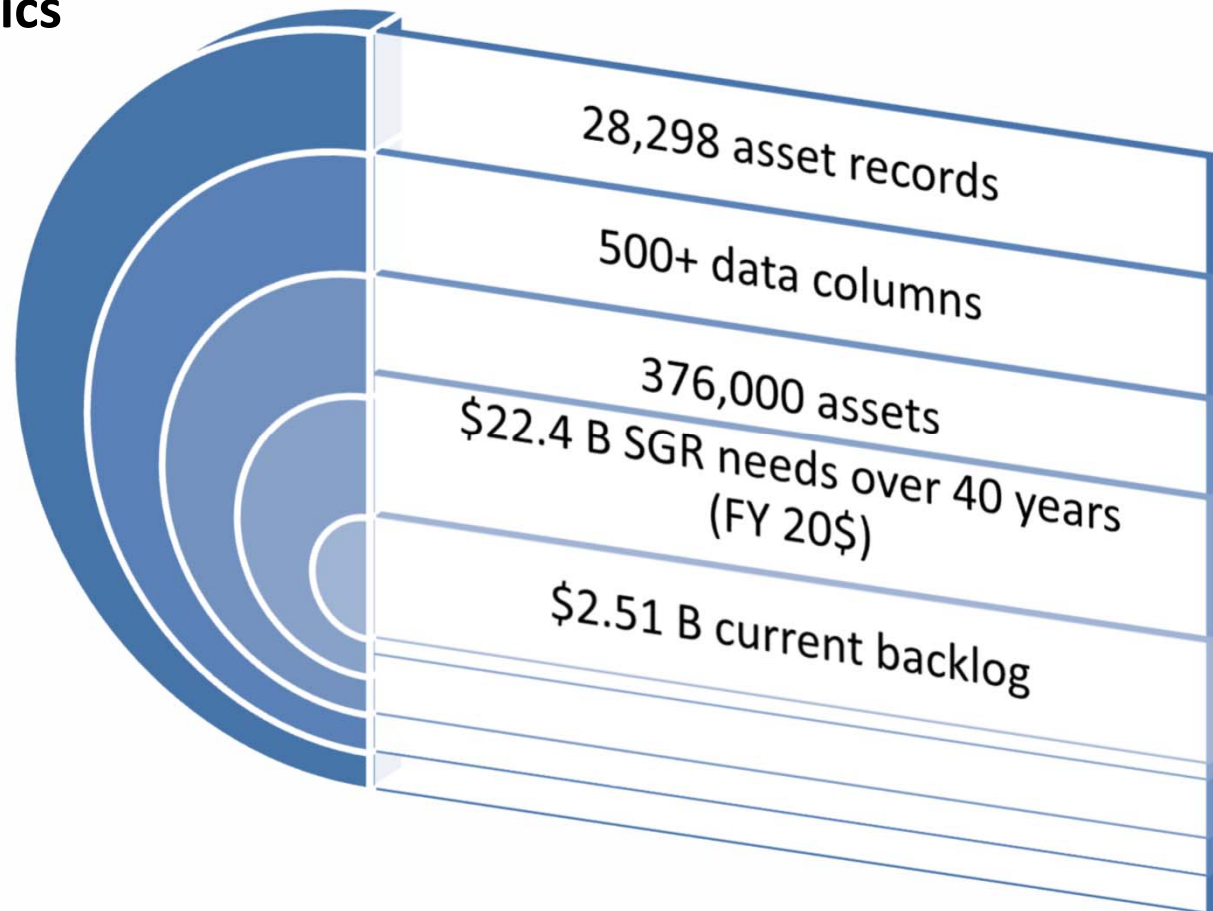 ics
28,298 asset records
500+ data columns
376,000 assets
$22.4 B SGR needs over 40 years
(FY 20$)
$2.51 B current backlog